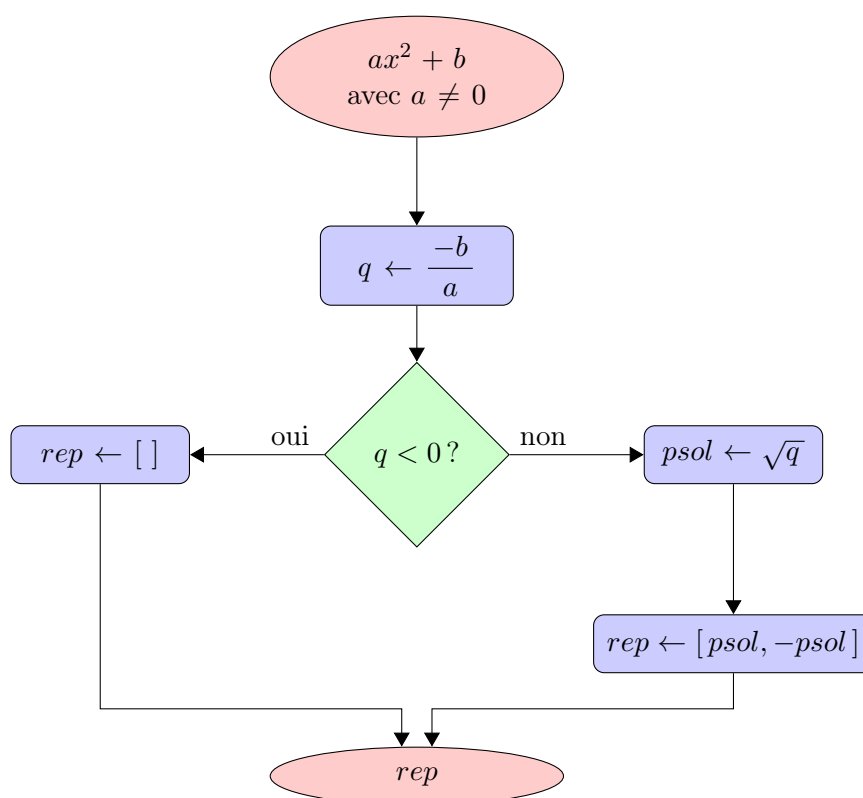 ax² + b
avec a ≠ 0
q ← −b/a
q < 0 ?
oui
non
rep ← [ ]
psol ← √q
rep ← [ psol, −psol ]
rep